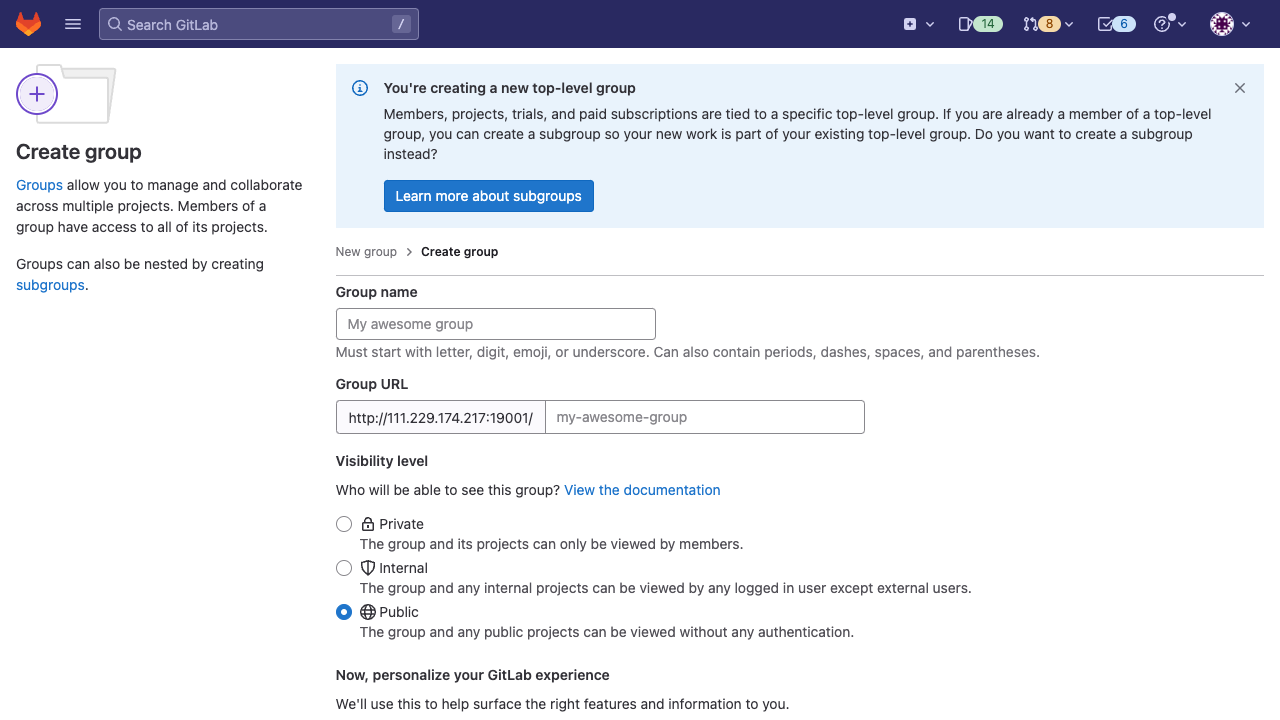 Search GitLab
/
14
8
6
Create group
Groups allow you to manage and collaborate
across multiple projects. Members of a
group have access to all of its projects.
Groups can also be nested by creating
subgroups.
You're creating a new top-level group
Members, projects, trials, and paid subscriptions are tied to a specific top-level group. If you are already a member of a top-level
group, you can create a subgroup so your new work is part of your existing top-level group. Do you want to create a subgroup
instead?
Learn more about subgroups
New group
Create group
Group name
My awesome group
Must start with letter, digit, emoji, or underscore. Can also contain periods, dashes, spaces, and parentheses.
Group URL
http://111.229.174.217:19001/
my-awesome-group
Visibility level
Who will be able to see this group? View the documentation
Private
The group and its projects can only be viewed by members.
Internal
The group and any internal projects can be viewed by any logged in user except external users.
Public
The group and any public projects can be viewed without any authentication.
Now, personalize your GitLab experience
We'll use this to help surface the right features and information to you.